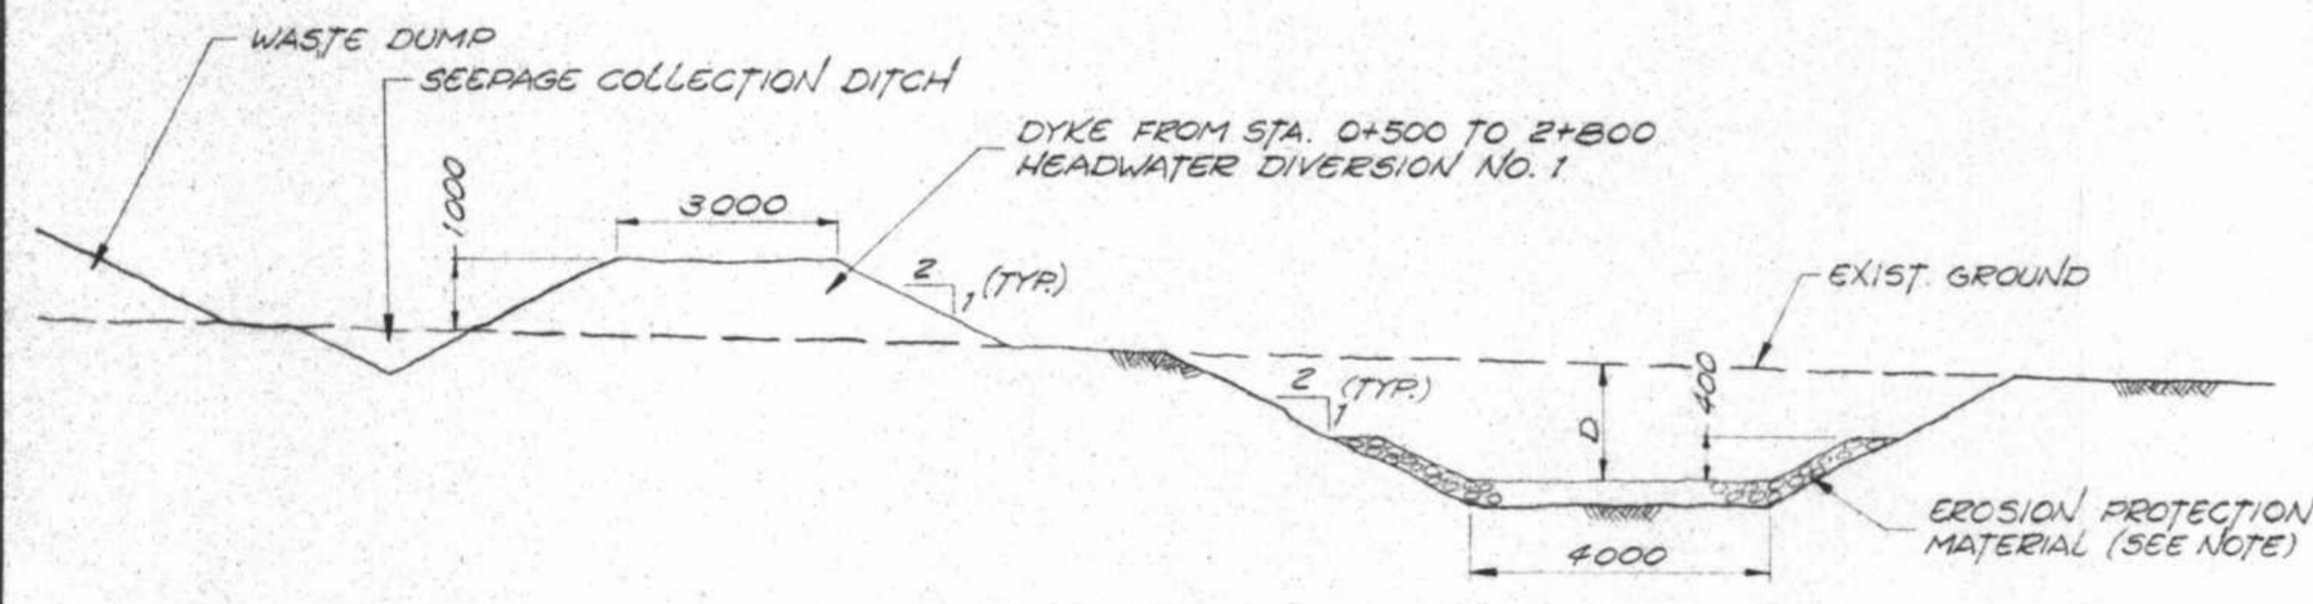 WASTE DUMP
SEEPAGE COLLECTION DITCH
DYKE FROM STA. 0+500 TO 2+800
HEADWATER DIVERSION NO. 1
1000
3000
2
1 (TYP.)
EXIST. GROUND
2 (TYP.)
1
D
400
EROSION PROTECTION
MATERIAL (SEE NOTE)
4000